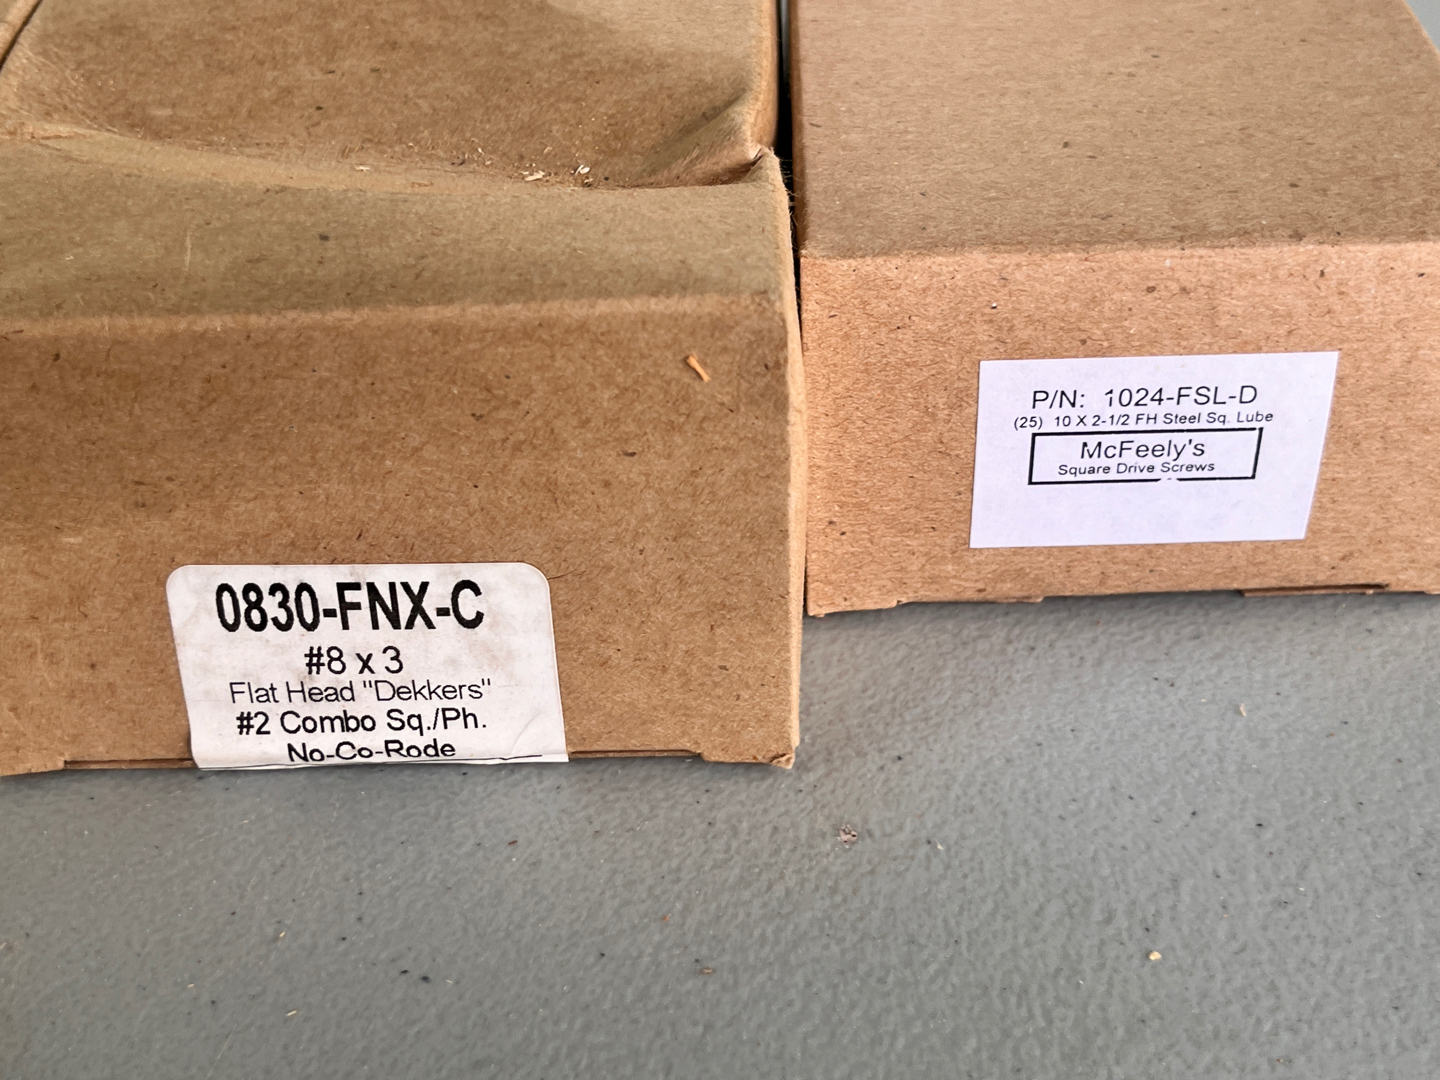 0830-FNX-C
#8 x 3
Flat Head "Dekkers"
#2 Combo Sq./Ph.
No-Co-Rode
P/N: 1024-FSL-D
(25) 10 X 2-1/2 FH Steel Sq. Lube
McFeely's
Square Drive Screws